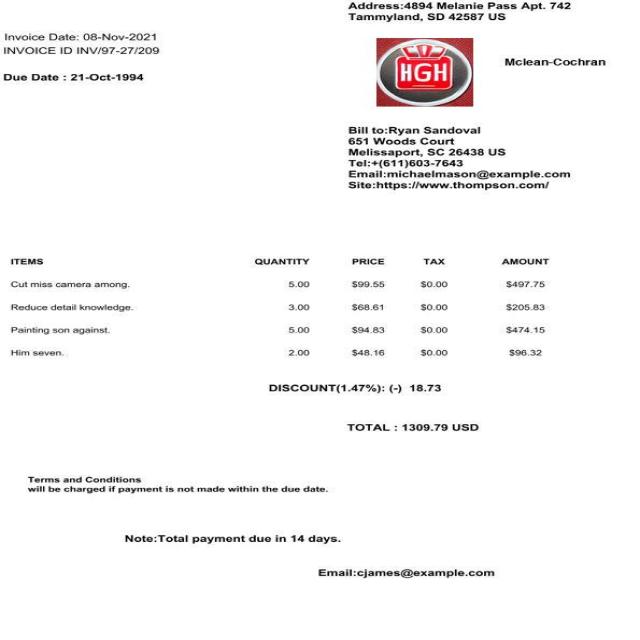 Address:4894 Melanie Pass Apt. 742
Tammyland, SD 42587 US
Invoice Date: 08-Nov-2021
INVOICE ID INV/97-27/209
Due Date : 21-Oct-1994
HGH
Mclean-Cochran
Bill to:Ryan Sandoval
651 Woods Court
Melissaport, SC 26438 US
Tel:+(611)603-7643
Email:michaelmason@example.com
Site:https://www.thompson.com/
ITEMS QUANTITY PRICE TAX AMOUNT
Cut miss camera among. 5.00 $99.55 $0.00 $497.75
Reduce detail knowledge. 3.00 $68.61 $0.00 $205.83
Painting son against. 5.00 $94.83 $0.00 $474.15
Him seven. 2.00 $48.16 $0.00 $96.32
DISCOUNT(1.47%): (-) 18.73
TOTAL : 1309.79 USD
Terms and Conditions
will be charged if payment is not made within the due date.
Note:Total payment due in 14 days.
Email:cjames@example.com